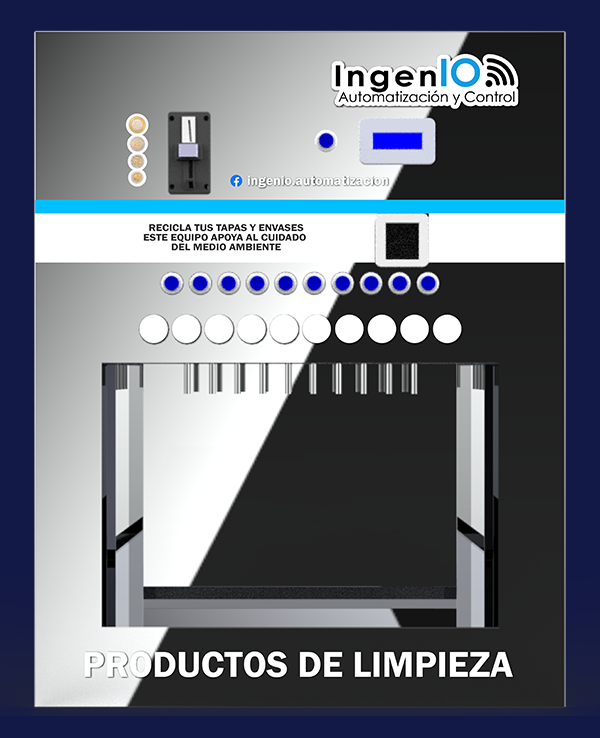 IngenIO
Automatización y Control
ingenio.automatizacion
RECICLA TUS TAPAS Y ENVASES
ESTE EQUIPO APOYA AL CUIDADO
DEL MEDIO AMBIENTE
PRODUCTOS DE LIMPIEZA